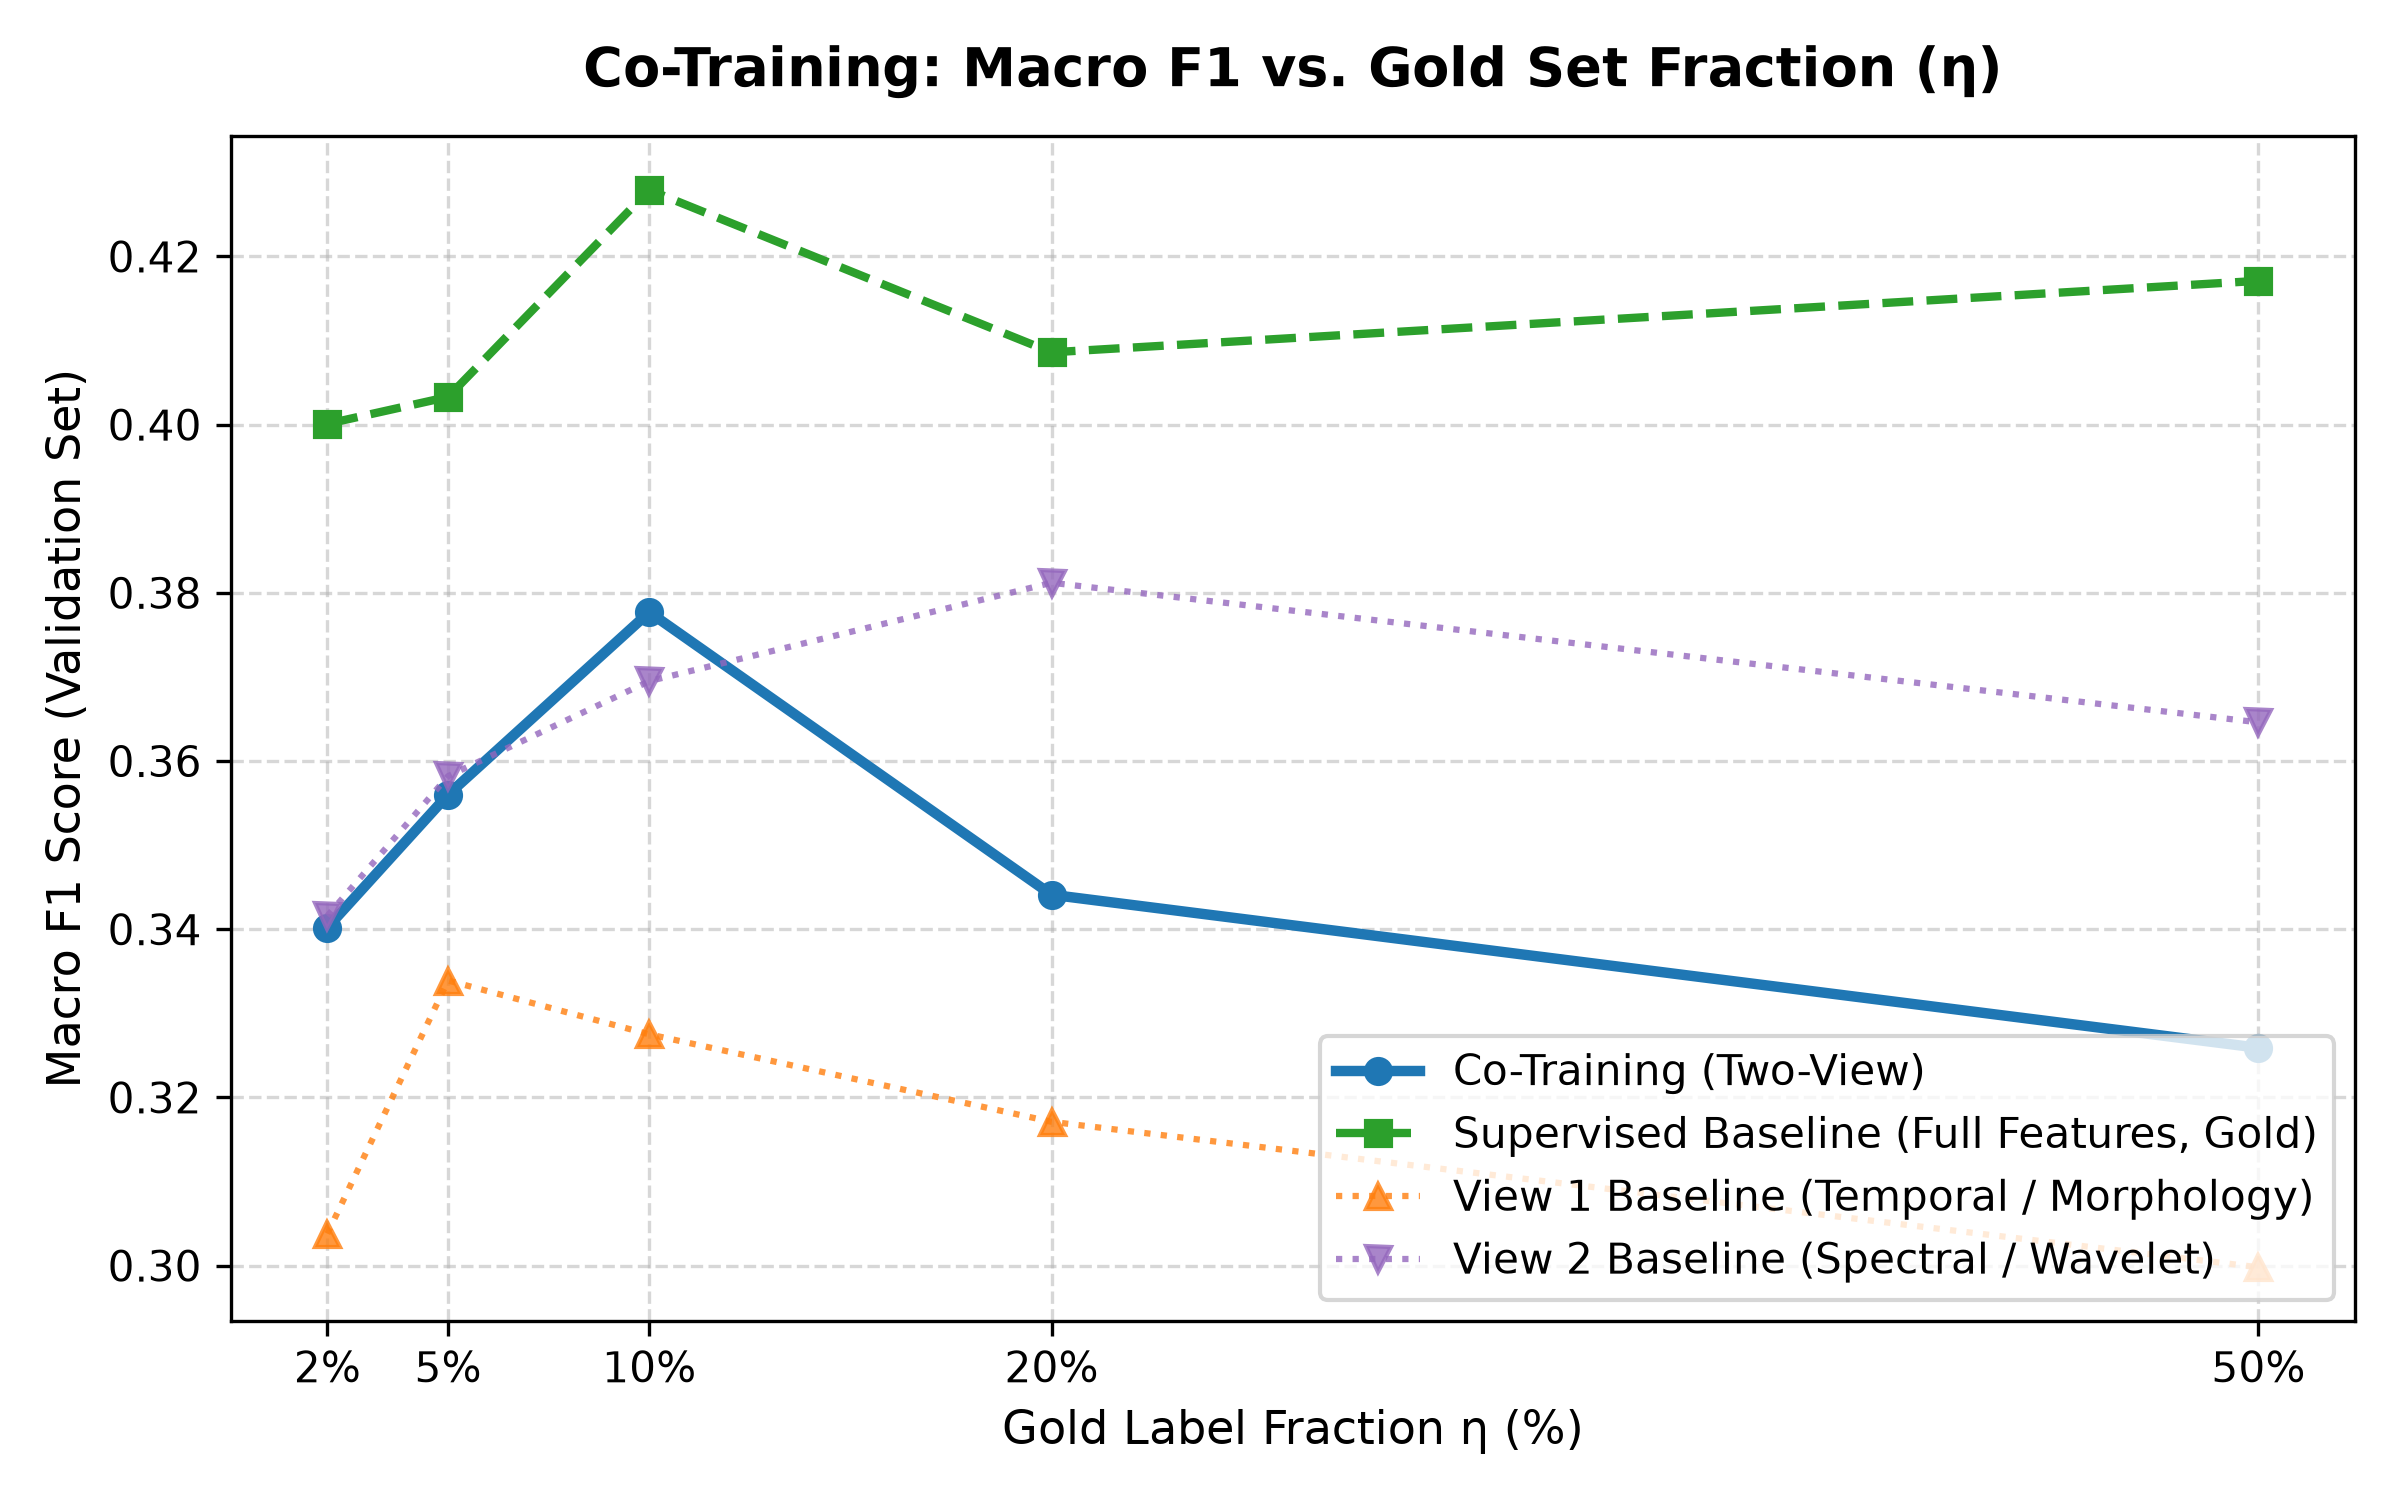 Co-Training: Macro F1 vs. Gold Set Fraction (η)
Macro F1 Score (Validation Set)
0.42
0.40
0.38
0.36
0.34
0.32
0.30
Co-Training (Two-View)
Supervised Baseline (Full Features, Gold)
View 1 Baseline (Temporal / Morphology)
View 2 Baseline (Spectral / Wavelet)
2% 5% 10% 20% 50%
Gold Label Fraction η (%)